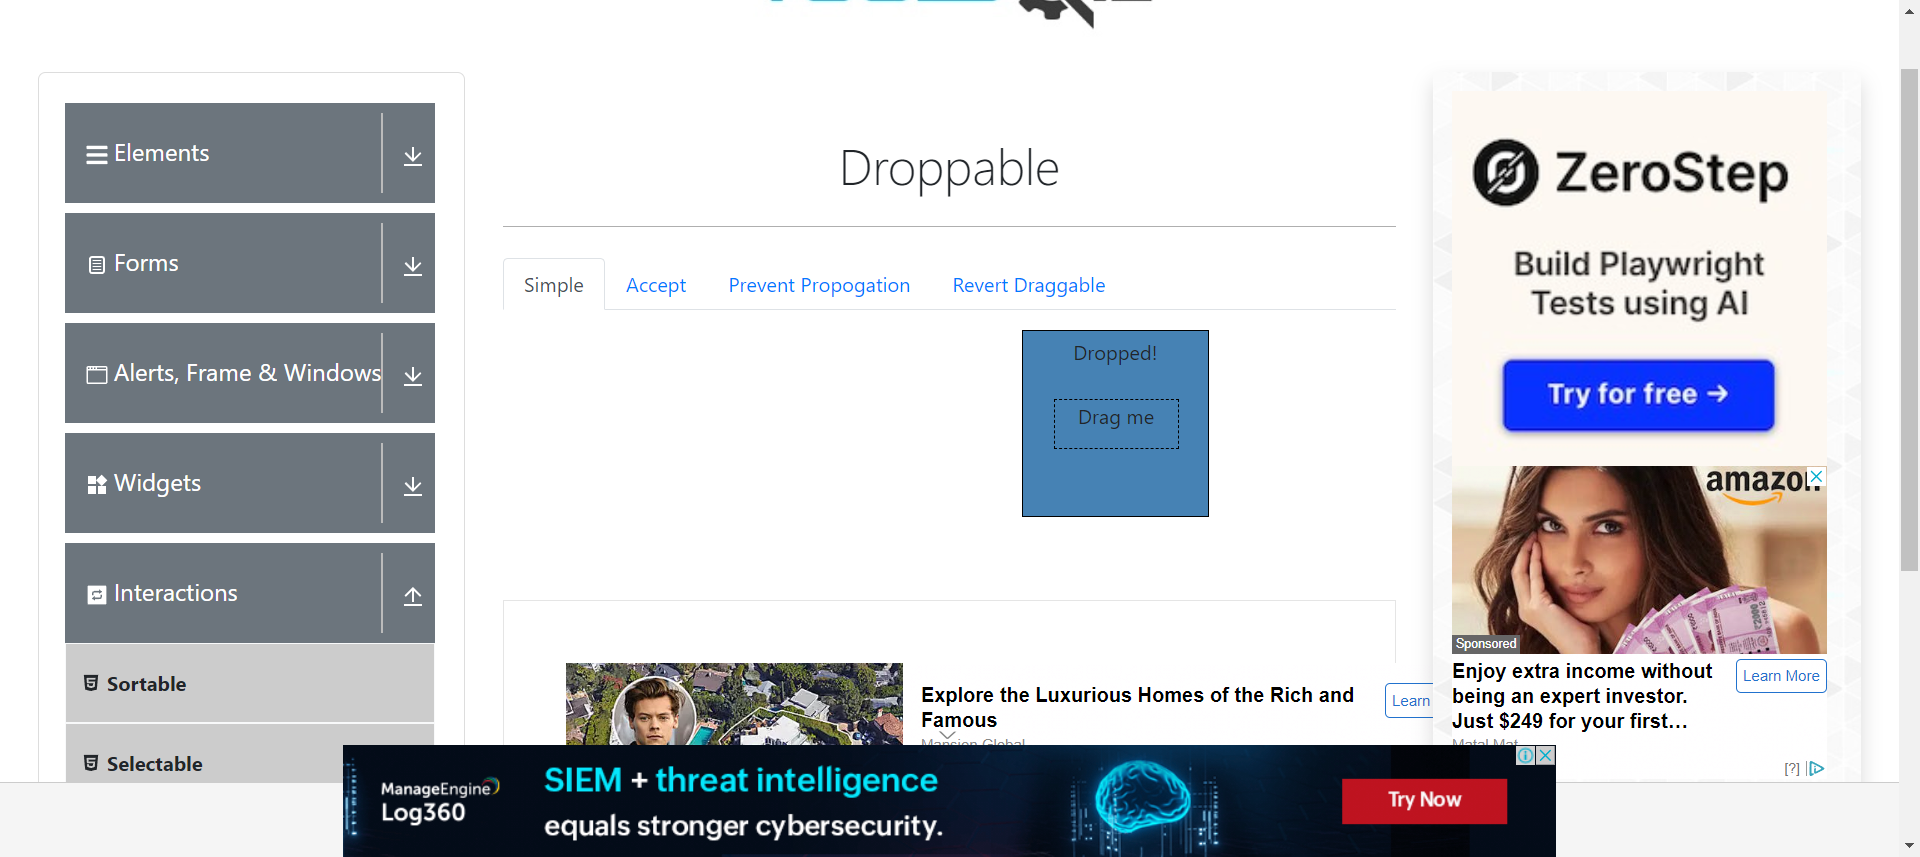 Elements
Forms
Alerts, Frame & Windows
Widgets
Interactions
Sortable
Selectable
Droppable
Simple
Accept
Prevent Propogation
Revert Draggable
Dropped!
Drag me
Explore the Luxurious Homes of the Rich and
Famous
Mansion Global
Learn
ZeroStep
Build Playwright
Tests using AI
Try for free →
amazon
Sponsored
Enjoy extra income without
being an expert investor.
Just $249 for your first...
Learn More
[?]
ManageEngine
Log360
SIEM + threat intelligence
equals stronger cybersecurity.
Try Now